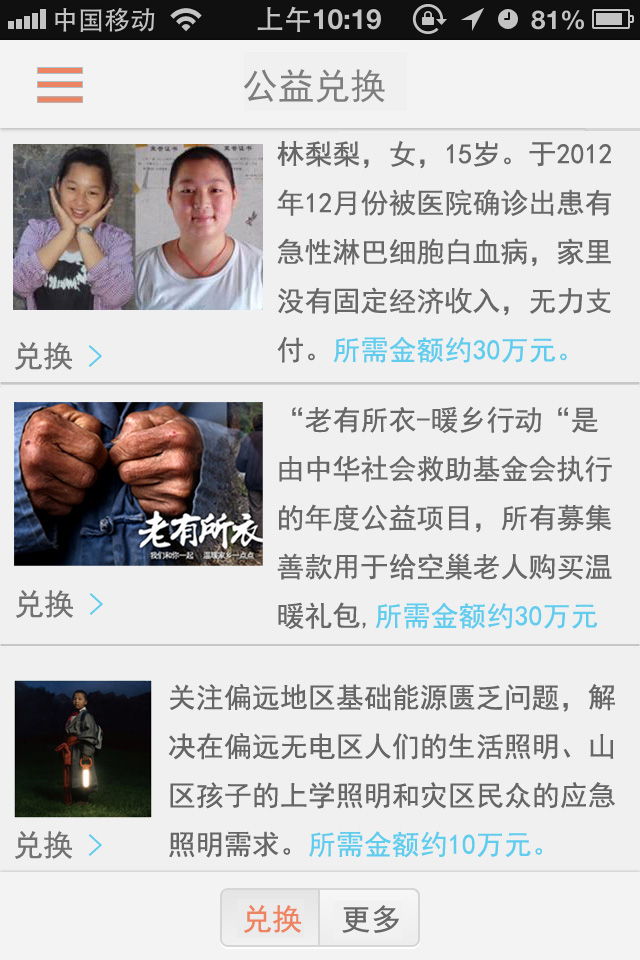 中国移动 上午10:19 81%
公益兑换
荣誉证书 荣誉证书
林梨梨，女，15岁。于2012
年12月份被医院确诊出患有
急性淋巴细胞白血病，家里
没有固定经济收入，无力支
付。所需金额约30万元。
兑换
老有所衣
我们和你一起 温暖家乡一点点
“老有所衣-暖乡行动“是
由中华社会救助基金会执行
的年度公益项目，所有募集
善款用于给空巢老人购买温
暖礼包,所需金额约30万元
兑换
关注偏远地区基础能源匮乏问题，解
决在偏远无电区人们的生活照明、山
区孩子的上学照明和灾区民众的应急
照明需求。所需金额约10万元。
兑换
兑换 更多